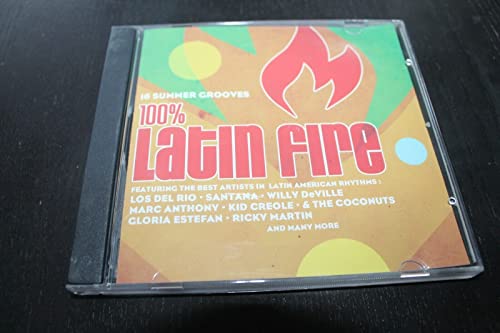 16 SUMMER GROOVES
100%
Latin Fire
FEATURING THE BEST ARTISTS IN LATIN AMERICAN RHYTHMS:
LOS DEL RIO · SANTANA · WILLY DeVILLE
MARC ANTHONY · KID CREOLE · & THE COCONUTS
GLORIA ESTEFAN · RICKY MARTIN
AND MANY MORE